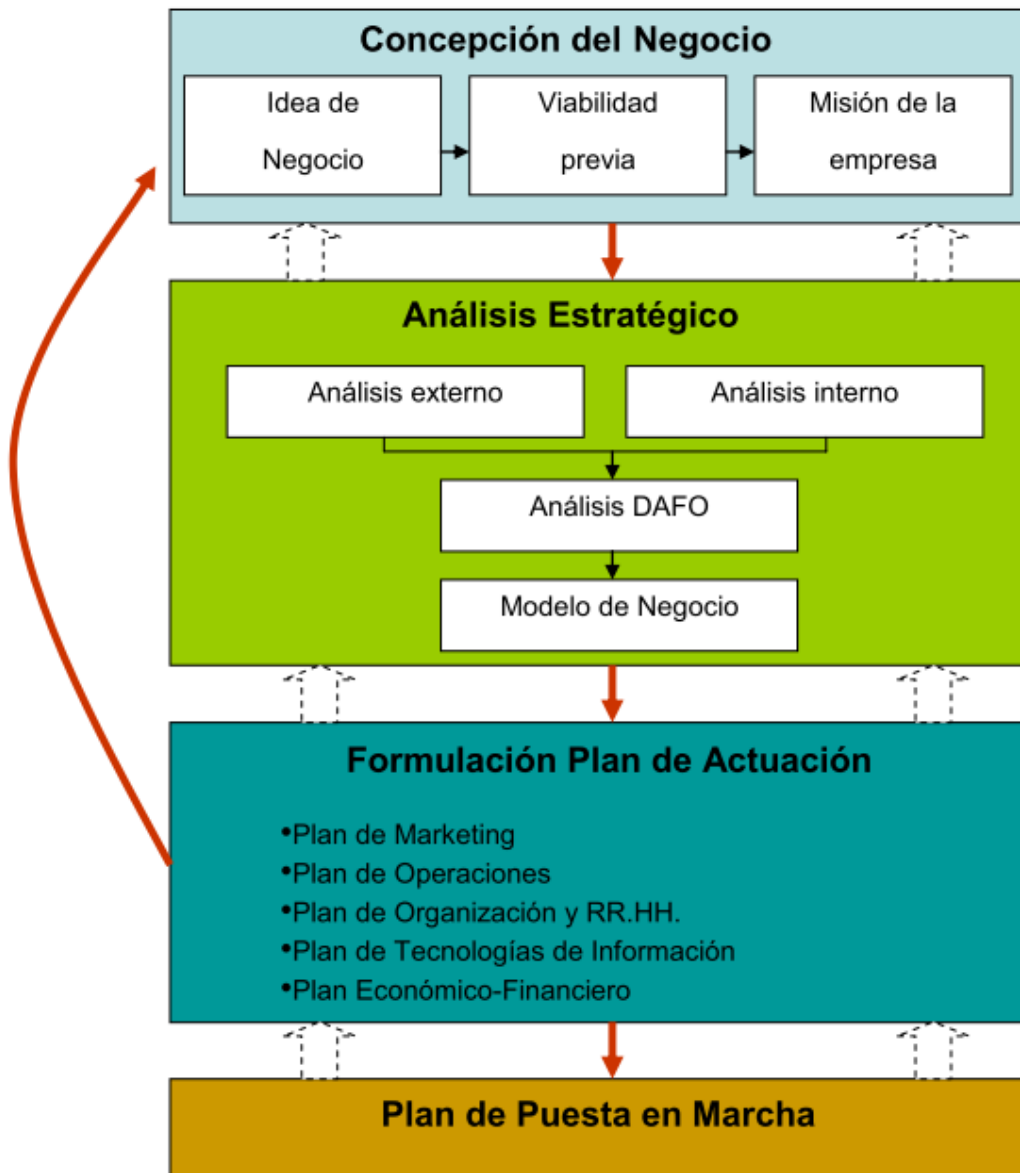 Concepción del Negocio
Idea de
Negocio
Viabilidad
previa
Misión de la
empresa
Análisis Estratégico
Análisis externo
Análisis interno
Análisis DAFO
Modelo de Negocio
Formulación Plan de Actuación
•Plan de Marketing
•Plan de Operaciones
•Plan de Organización y RR.HH.
•Plan de Tecnologías de Información
•Plan Económico-Financiero
Plan de Puesta en Marcha